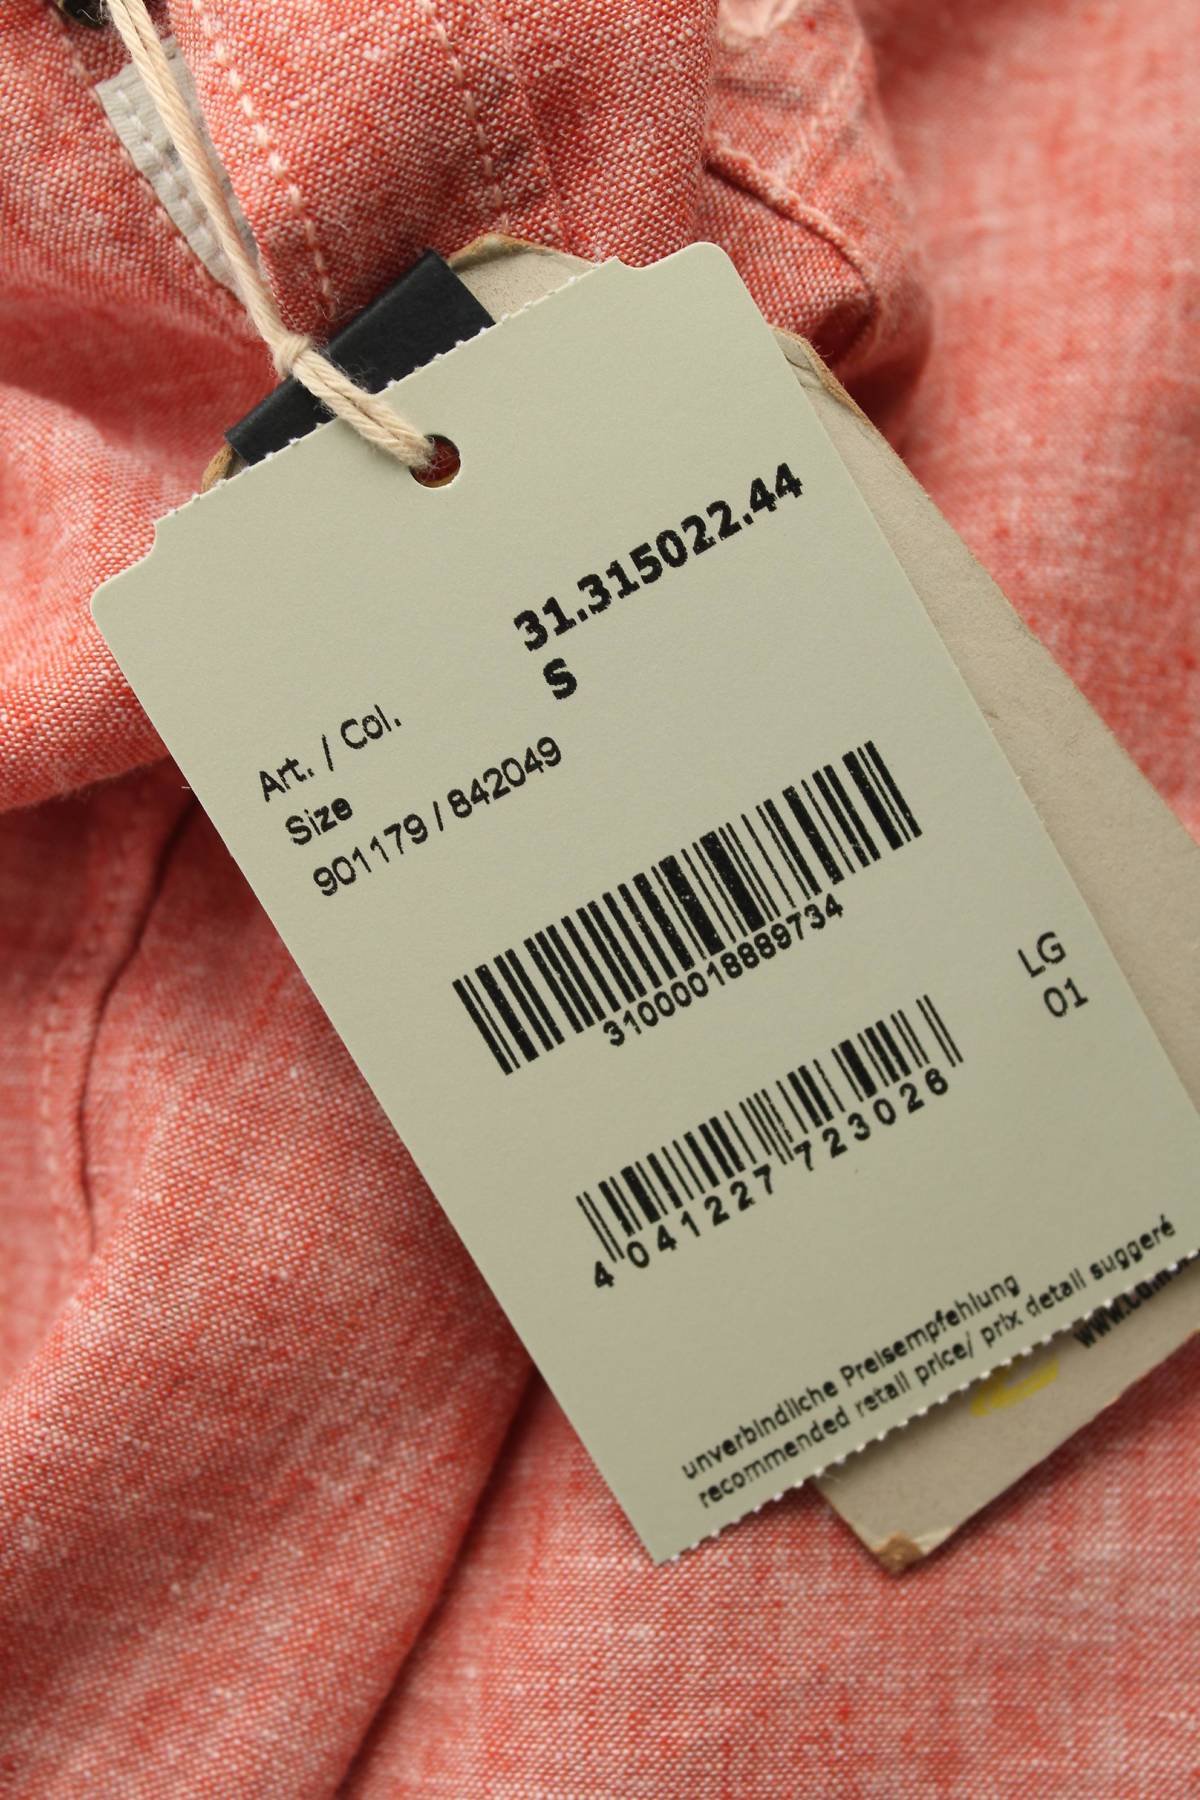 31.315022.44
S
Art. / Col.
Size
901179 / 842049
31000018889734
LG
01
4 041227 723026
unverbindliche Preisempfehlung
recommended retail price/ prix detail suggeré